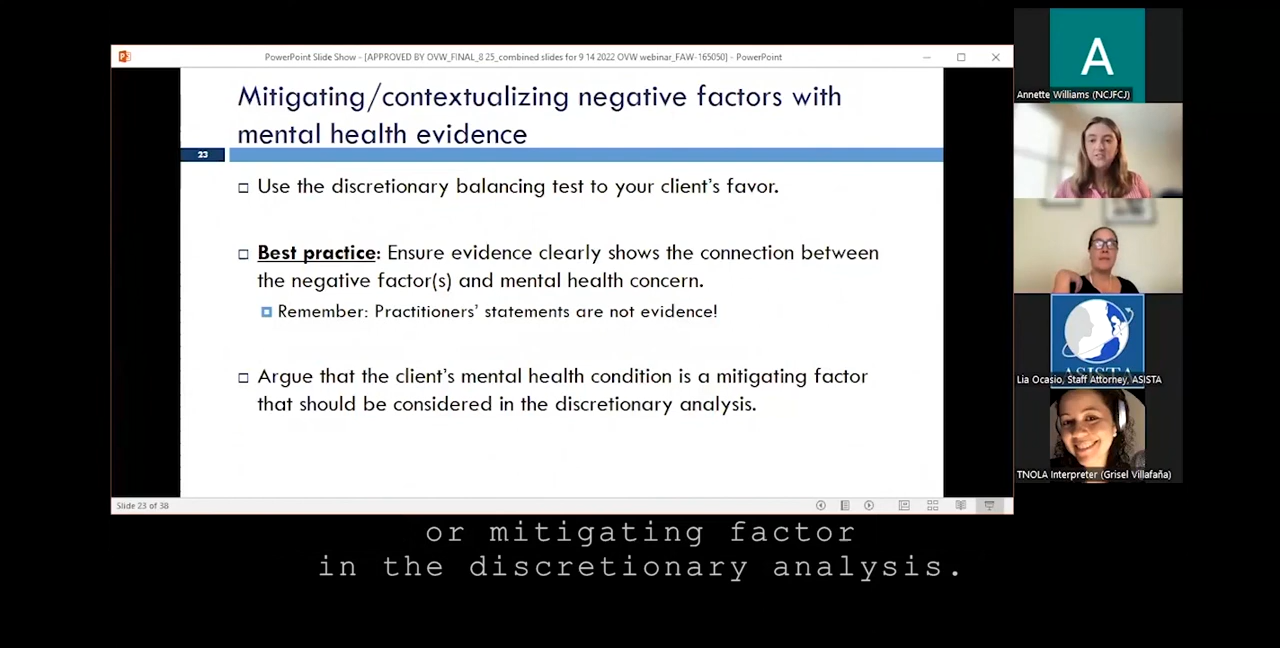 PowerPoint Slide Show - [APPROVED BY OVW_FINAL_8 25_combined slides for 9 14 2022 OVW webinar_FAW-165050] - PowerPoint
Mitigating/contextualizing negative factors with
mental health evidence
23
Use the discretionary balancing test to your client's favor.
Best practice: Ensure evidence clearly shows the connection between
the negative factor(s) and mental health concern.
Remember: Practitioners' statements are not evidence!
Argue that the client's mental health condition is a mitigating factor
that should be considered in the discretionary analysis.
Slide 23 of 38
A
Annette Williams (NCJFCJ)
ASISTA
Lia Ocasio, Staff Attorney, ASISTA
TNOLA Interpreter (Grisel Villafaña)
or mitigating factor
in the discretionary analysis.